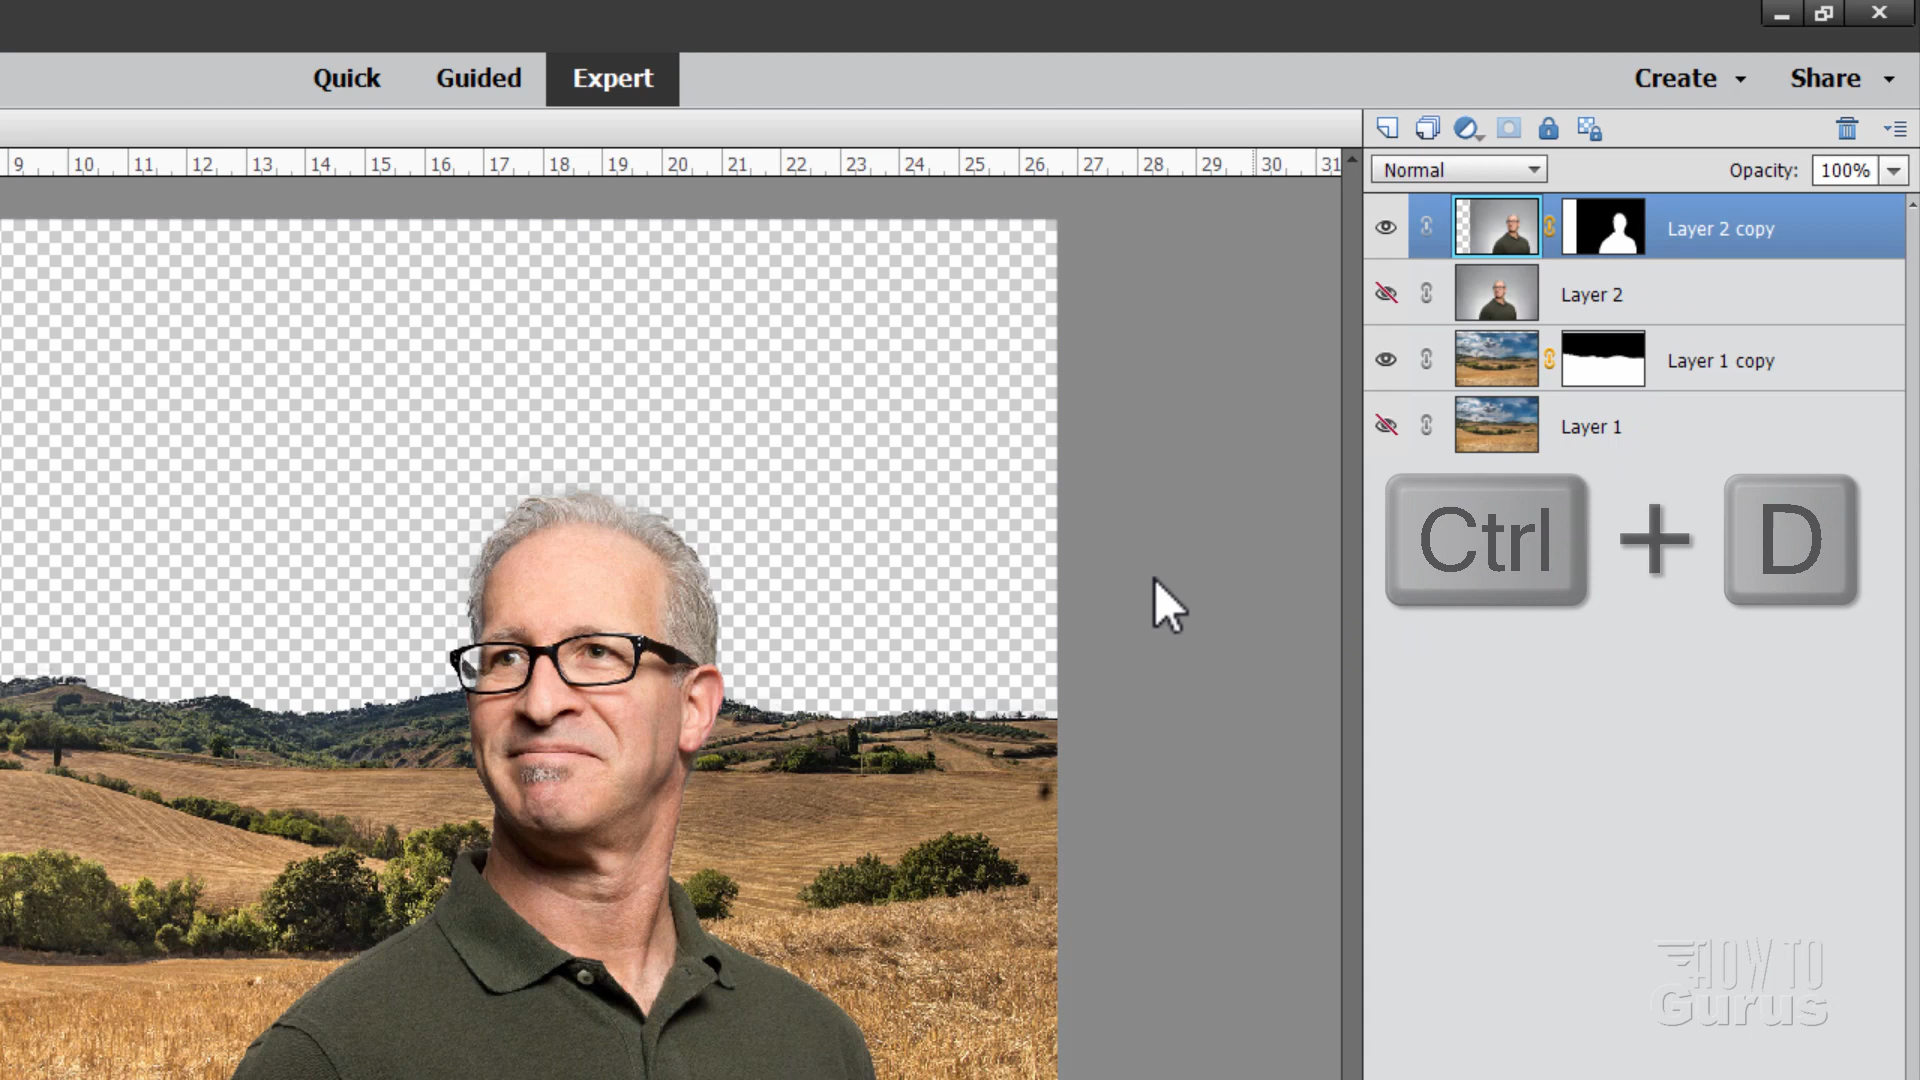 Quick Guided Expert Create Share
9 10 11 12 13 14 15 16 17 18 19 20 21 22 23 24 25 26 27 28 29 30 31
Normal Opacity: 100%
Layer 2 copy
Layer 2
Layer 1 copy
Layer 1
Ctrl + D
HOW TO
Gurus